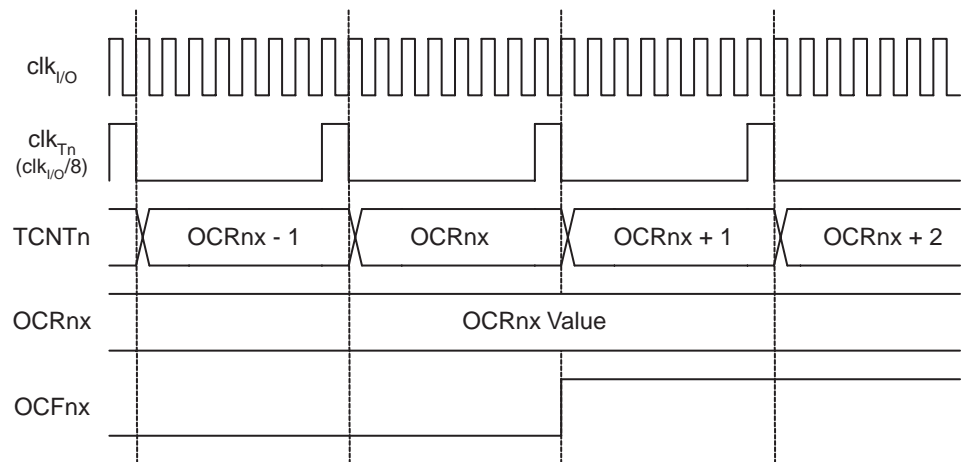 clkI/O
clkTn
(clkI/O/8)
TCNTn
OCRnx - 1
OCRnx
OCRnx + 1
OCRnx + 2
OCRnx
OCRnx Value
OCFnx